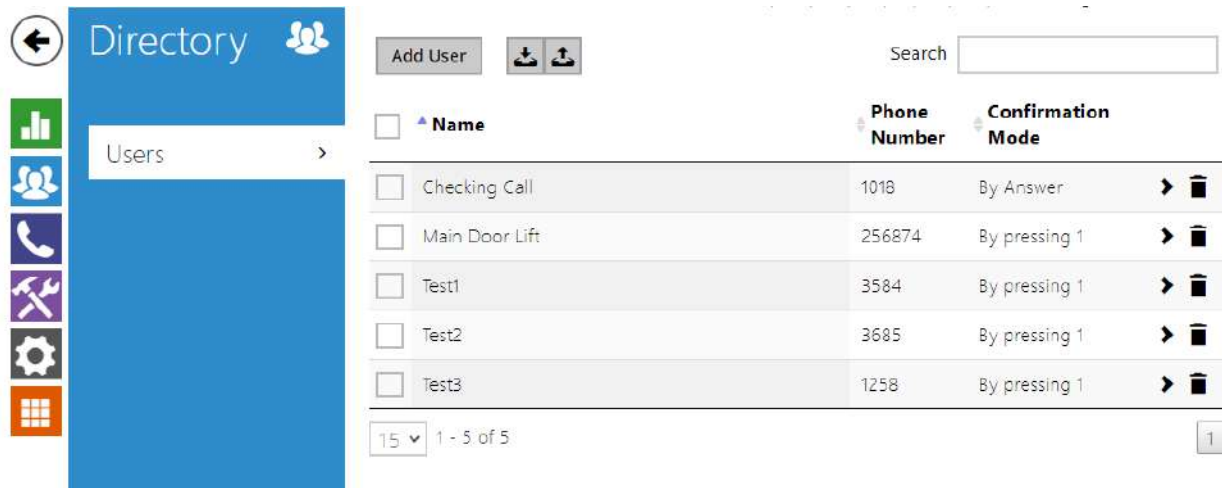 Directory
Users
Add User
Search
Name Phone Number Confirmation Mode
Checking Call 1018 By Answer
Main Door Lift 256874 By pressing 1
Test1 3584 By pressing 1
Test2 3685 By pressing 1
Test3 1258 By pressing 1
15 1 - 5 of 5 1